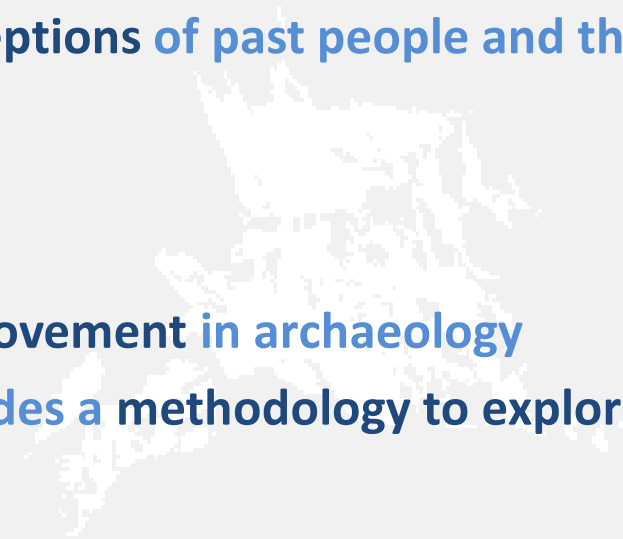 ptions of past people and th
ovement in archaeology
des a methodology to explor